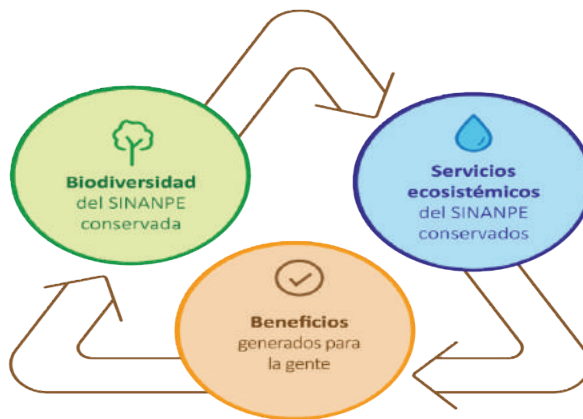 Biodiversidad
del SINANPE
conservada
Servicios
ecosistémicos
del SINANPE
conservados
Beneficios
generados para
la gente